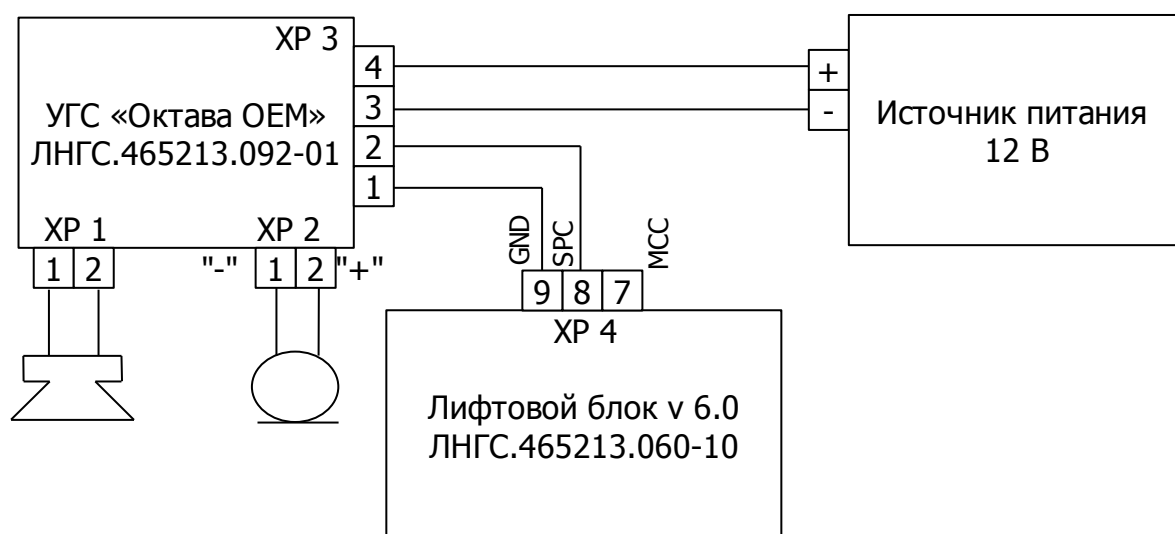 XP 3
4
3
2
1
УГС «Октава ОЕМ»
ЛНГС.465213.092-01
XP 1
XP 2
1 2
"-" 1 2 "+"
+
-
Источник питания
12 В
GND
SPC
MCC
9 8 7
XP 4
Лифтовой блок v 6.0
ЛНГС.465213.060-10